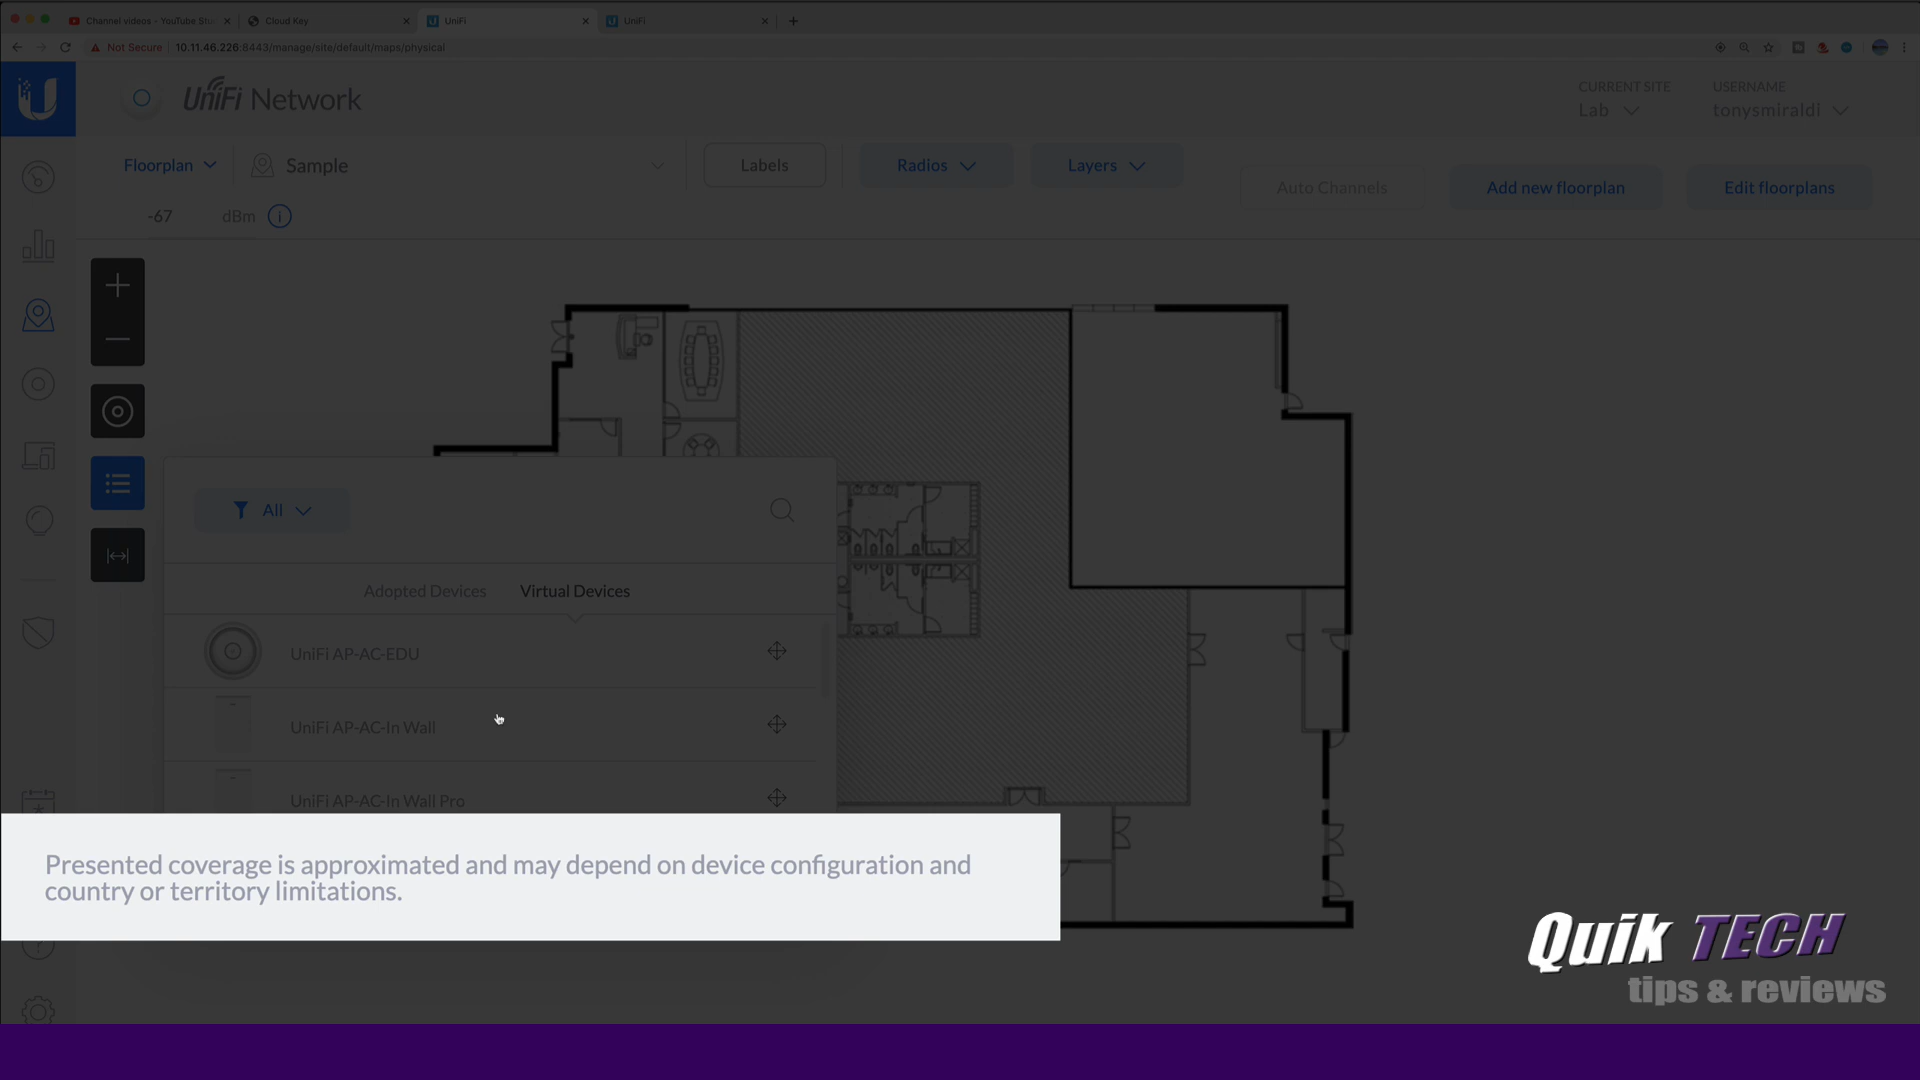 Channel videos - YouTube Stu
Cloud Key
UniFi
UniFi
Not Secure
10.11.46.226:8443/manage/site/default/maps/physical
UniFi Network
CURRENT SITE
Lab
USERNAME
tonysmiraldi
Floorplan
Sample
Labels
Radios
Layers
Auto Channels
Add new floorplan
Edit floorplans
-67 dBm
All
Adopted Devices
Virtual Devices
UniFi AP-AC-EDU
UniFi AP-AC-In Wall
UniFi AP-AC-In Wall Pro
Presented coverage is approximated and may depend on device configuration and
country or territory limitations.
Quik TECH
tips & reviews